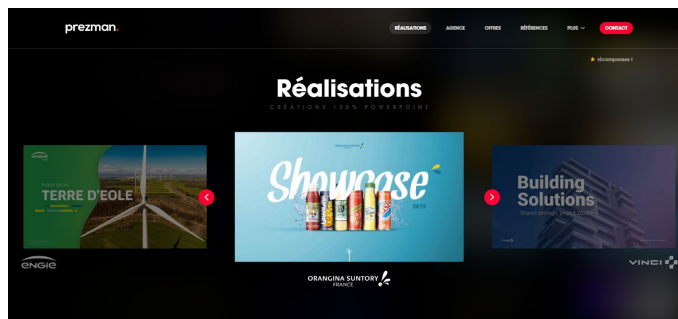 prezman.
RÉALISATIONS
AGENCE
OFFRES
RÉFÉRENCES
PLUS
CONTACT
récompenses !
Réalisations
CRÉATIONS 100% POWERPOINT
TERRE D'EOLE
Showcase
2019
Building
Solutions
ENGIE
ORANGINA SUNTORY
FRANCE
VINCI